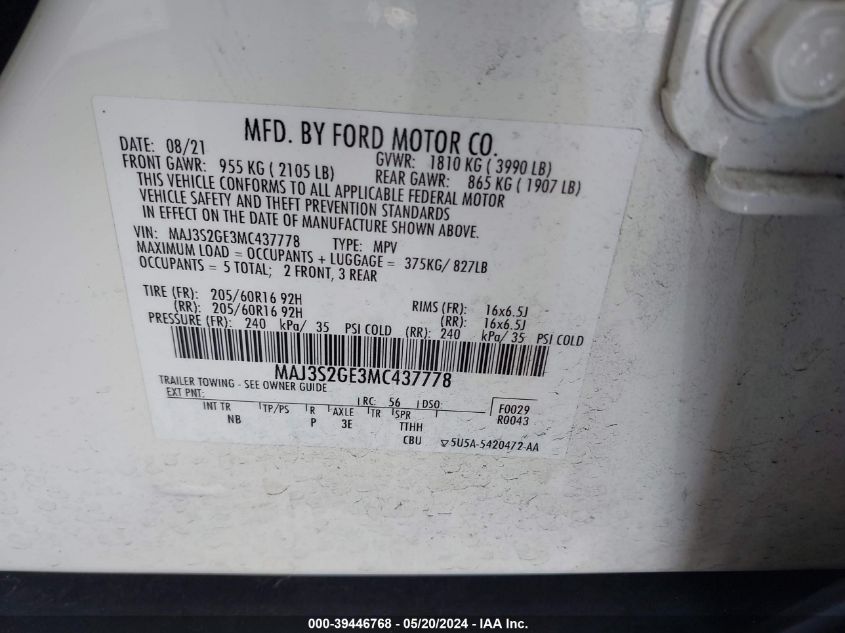 MFD. BY FORD MOTOR CO.
DATE: 08/21 GVWR: 1810 KG ( 3990 LB)
FRONT GAWR: 955 KG ( 2105 LB) REAR GAWR: 865 KG ( 1907 LB)
THIS VEHICLE CONFORMS TO ALL APPLICABLE FEDERAL MOTOR
VEHICLE SAFETY AND THEFT PREVENTION STANDARDS
IN EFFECT ON THE DATE OF MANUFACTURE SHOWN ABOVE.
VIN: MAJ3S2GE3MC437778 TYPE: MPV
MAXIMUM LOAD = OCCUPANTS + LUGGAGE = 375KG/ 827LB
OCCUPANTS = 5 TOTAL; 2 FRONT, 3 REAR
TIRE (FR): 205/60R16 92H RIMS (FR): 16x6.5J
(RR): 205/60R16 92H (RR): 16x6.5J
PRESSURE (FR): 240 kPa/ 35 PSI COLD (RR): 240 kPa/ 35 PSI COLD
MAJ3S2GE3MC437778
TRAILER TOWING - SEE OWNER GUIDE
EXT PNT: RC: 56 DSO: F0029
INT TR TP/PS R AXLE TR SPR R0043
NB P 3E TTHH
CBU 5U5A-5420472-AA
000-39446768 - 05/20/2024 - IAA Inc.